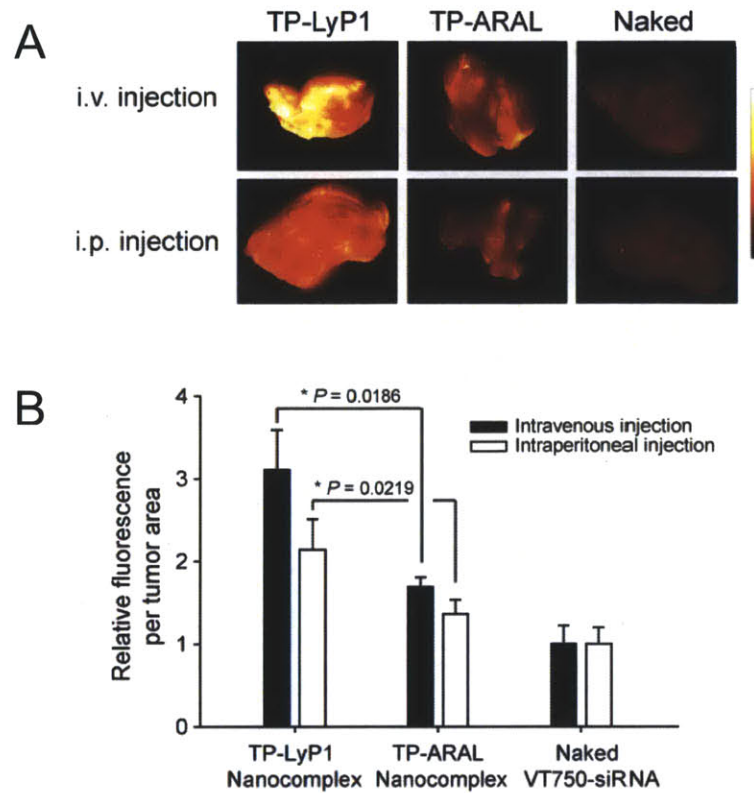 A
TP-LyP1 TP-ARAL Naked
i.v. injection
i.p. injection
B
Relative fluorescence
per tumor area
4
3
2
1
0
* P = 0.0186
* P = 0.0219
Intravenous injection
Intraperitoneal injection
TP-LyP1
Nanocomplex
TP-ARAL
Nanocomplex
Naked
VT750-siRNA